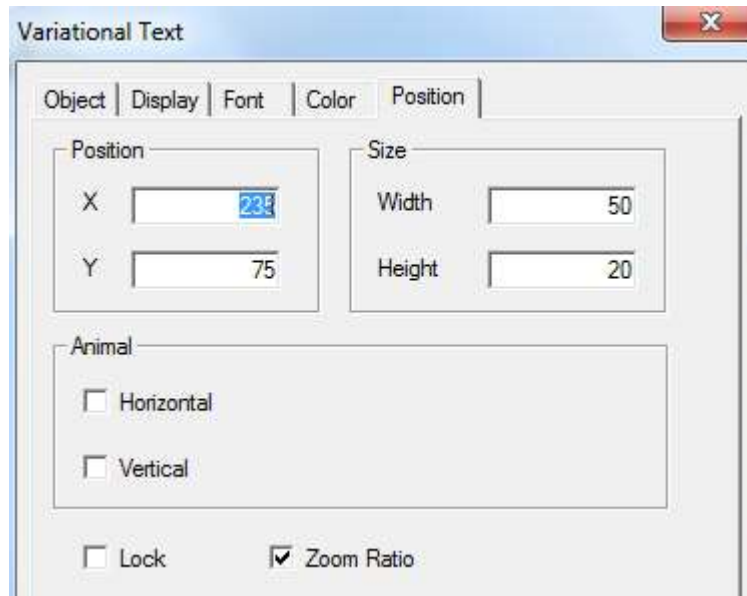 Variational Text
Object Display Font Color Position
Position Size
X 235 Width 50
Y 75 Height 20
Animal
Horizontal
Vertical
Lock Zoom Ratio